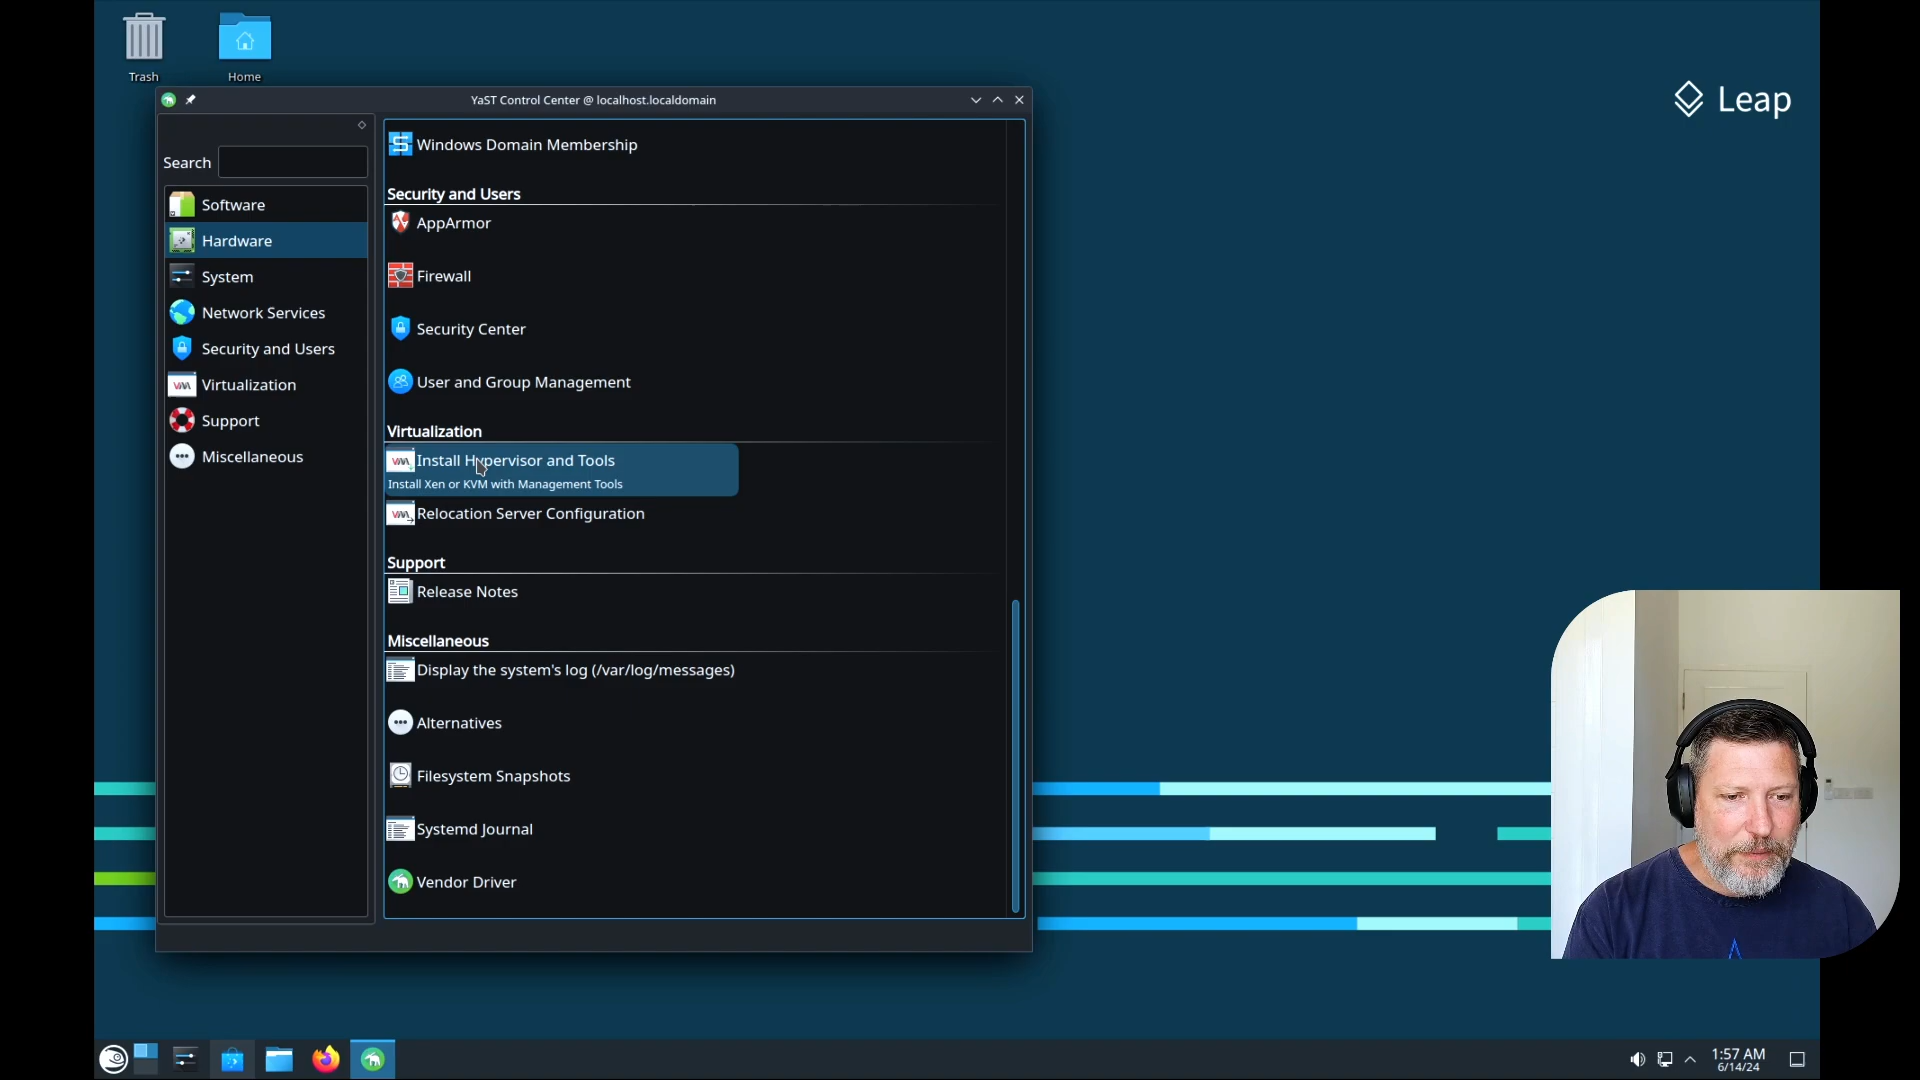 Trash
Home
Leap
YaST Control Center @ localhost.localdomain
Search
Software
Hardware
System
Network Services
Security and Users
Virtualization
Support
Miscellaneous
Windows Domain Membership
Security and Users
AppArmor
Firewall
Security Center
User and Group Management
Virtualization
Install Hypervisor and Tools
Install Xen or KVM with Management Tools
Relocation Server Configuration
Support
Release Notes
Miscellaneous
Display the system's log (/var/log/messages)
Alternatives
Filesystem Snapshots
Systemd Journal
Vendor Driver
1:57 AM
6/14/24